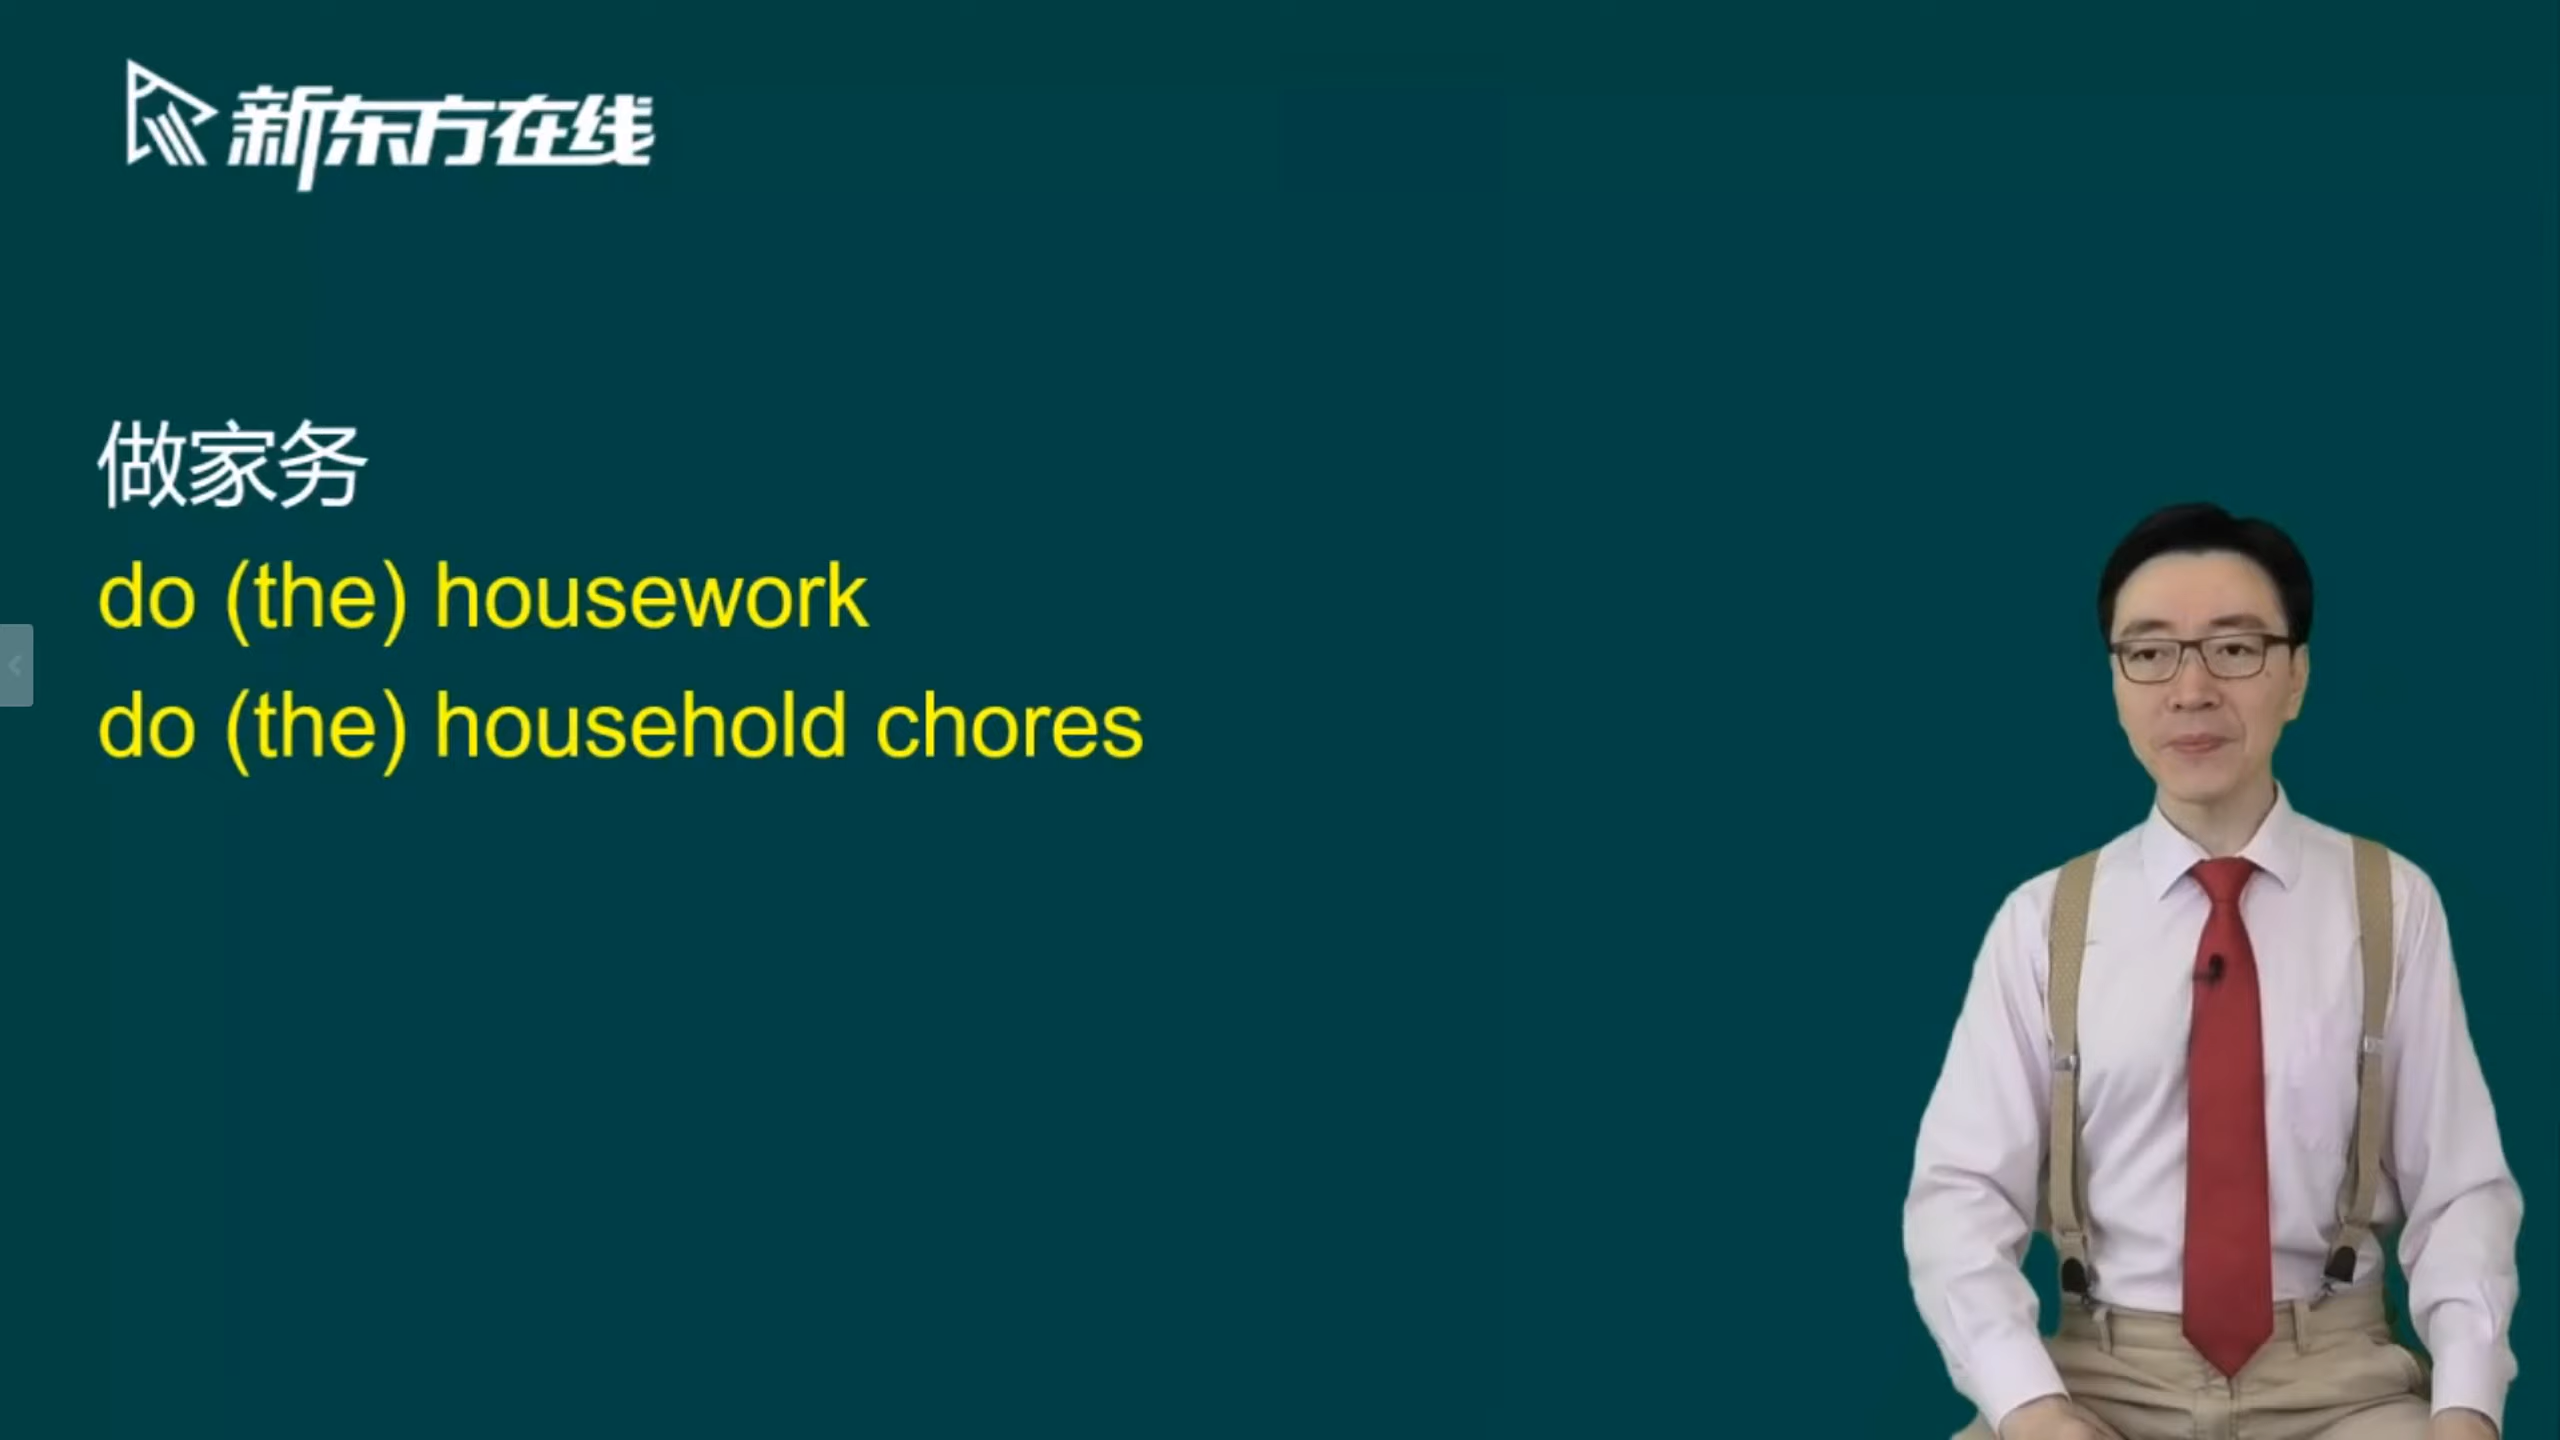 新东方在线
做家务
do (the) housework
do (the) household chores